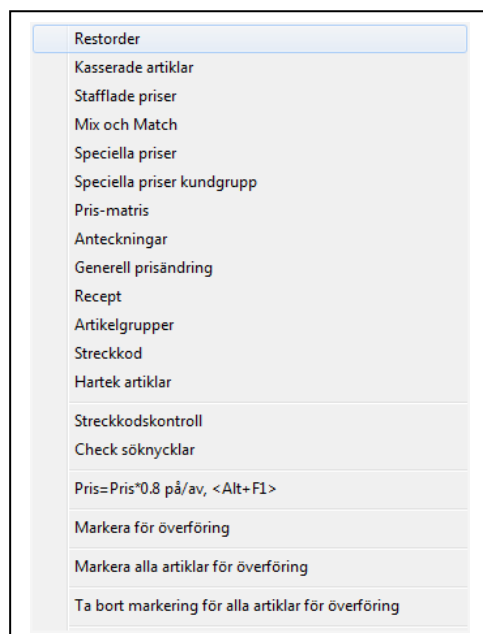 Restorder
Kasserade artiklar
Stafflade priser
Mix och Match
Speciella priser
Speciella priser kundgrupp
Pris-matris
Anteckningar
Generell prisändring
Recept
Artikelgrupper
Streckkod
Hartek artiklar
Streckkodskontroll
Check söknycklar
Pris=Pris*0.8 på/av, <Alt+F1>
Markera för överföring
Markera alla artiklar för överföring
Ta bort markering för alla artiklar för överföring